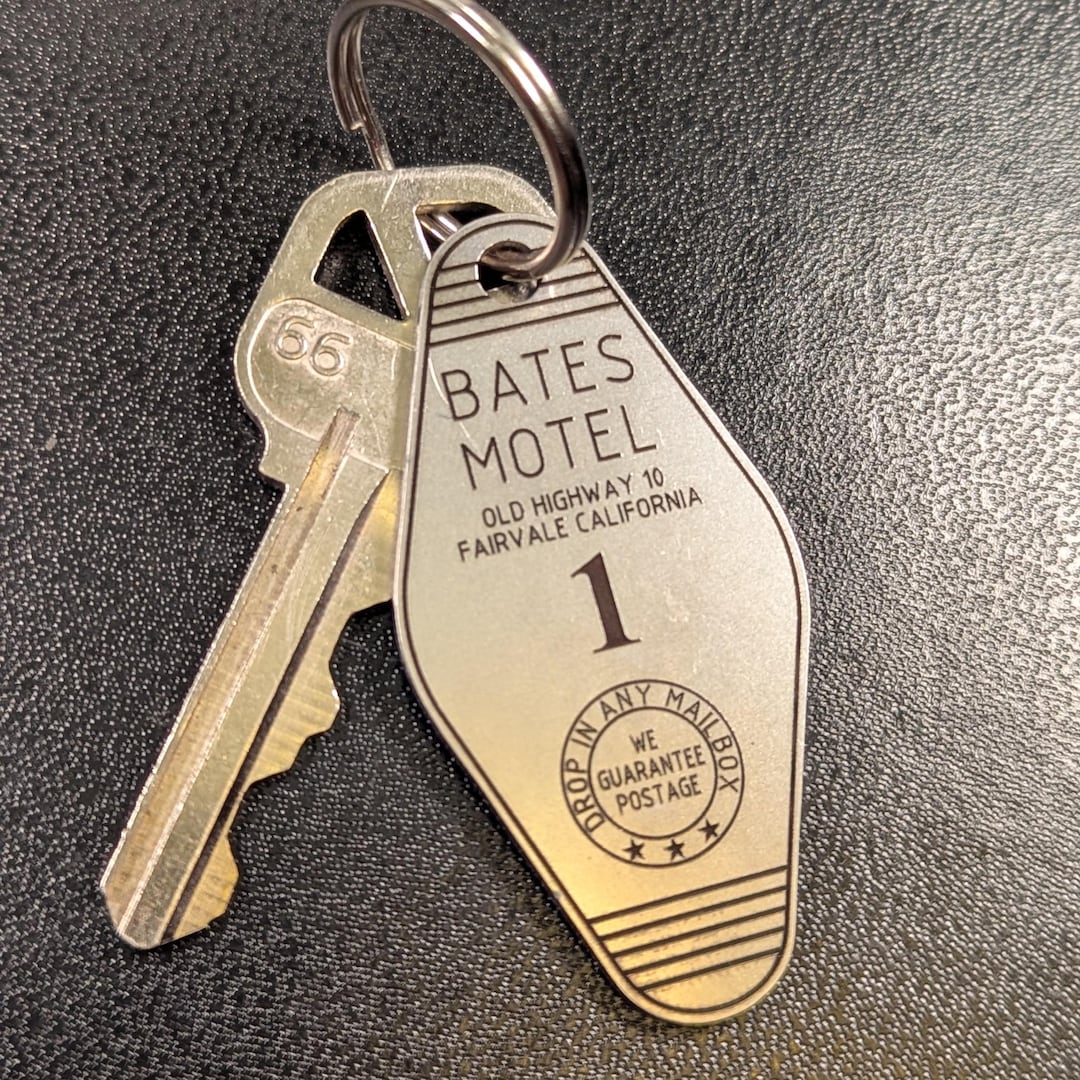 66
BATES
MOTEL
OLD HIGHWAY 10
FAIRVALE CALIFORNIA
1
DROP IN ANY MAILBOX
WE
GUARANTEE
POSTAGE